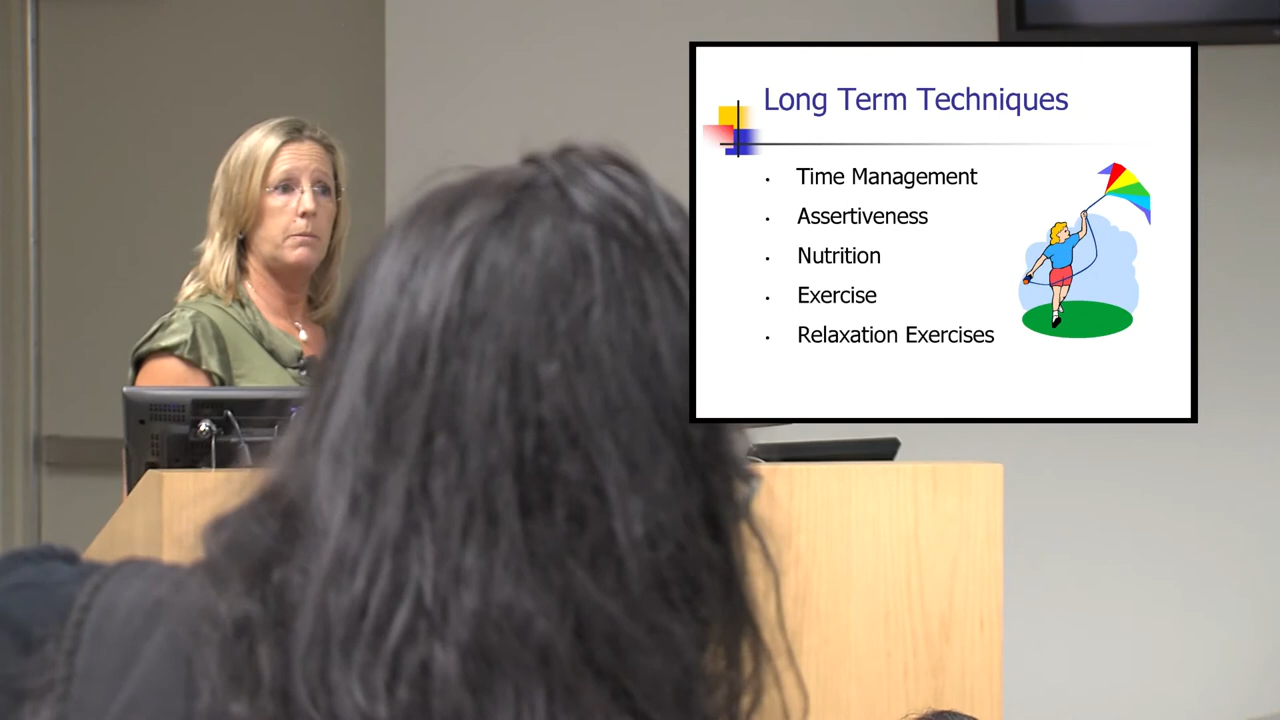 Long Term Techniques
• Time Management
• Assertiveness
• Nutrition
• Exercise
• Relaxation Exercises